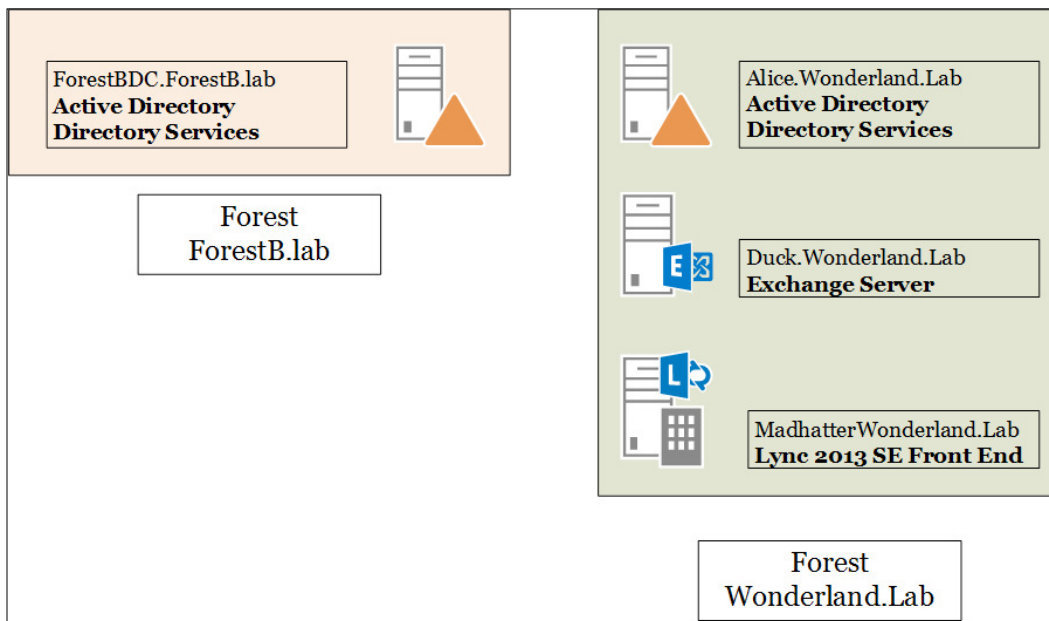 ForestBDC.ForestB.lab
Active Directory
Directory Services
Forest
ForestB.lab
Alice.Wonderland.Lab
Active Directory
Directory Services
E
Duck.Wonderland.Lab
Exchange Server
L
MadhatterWonderland.Lab
Lync 2013 SE Front End
Forest
Wonderland.Lab